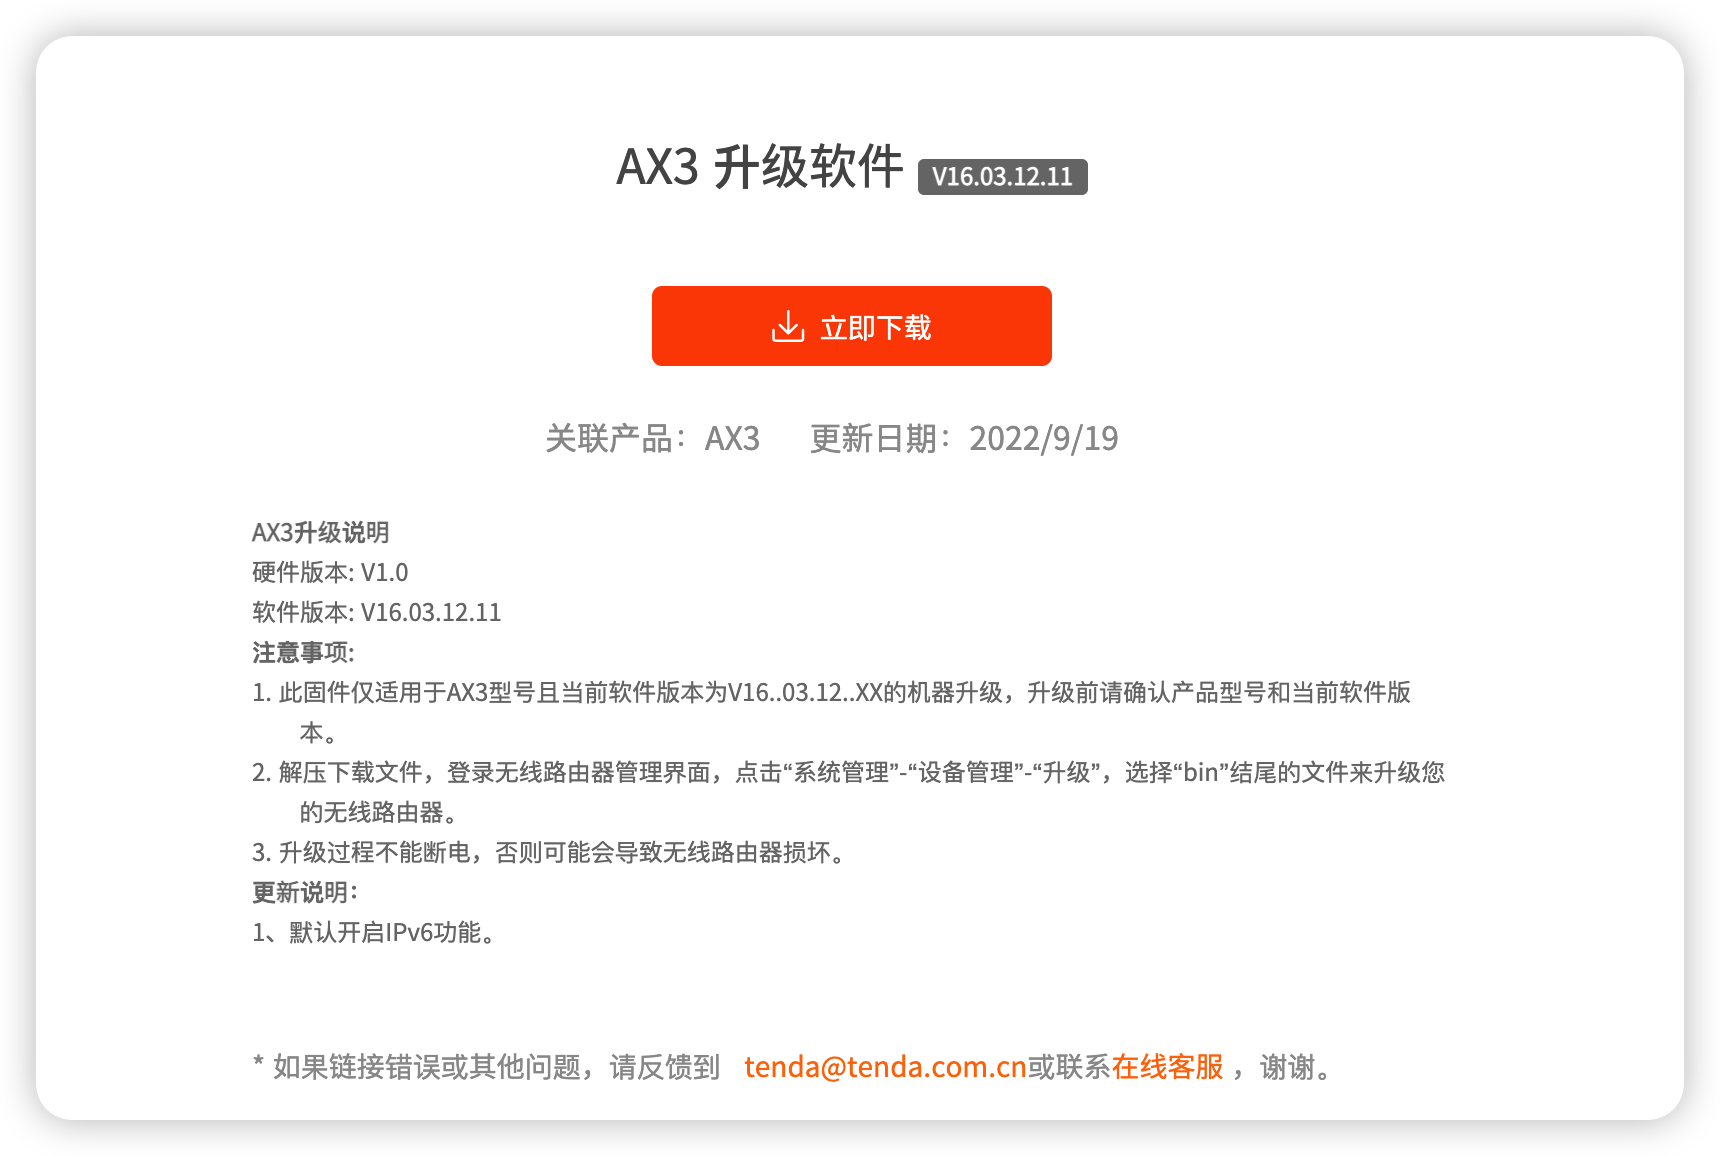 AX3 升级软件 V16.03.12.11
立即下载
关联产品：AX3 更新日期：2022/9/19
AX3升级说明
硬件版本: V1.0
软件版本: V16.03.12.11
注意事项:
1. 此固件仅适用于AX3型号且当前软件版本为V16..03.12..XX的机器升级，升级前请确认产品型号和当前软件版
本。
2. 解压下载文件，登录无线路由器管理界面，点击“系统管理”-“设备管理”-“升级”，选择“bin”结尾的文件来升级您
的无线路由器。
3. 升级过程不能断电，否则可能会导致无线路由器损坏。
更新说明：
1、默认开启IPv6功能。
* 如果链接错误或其他问题，请反馈到 tenda@tenda.com.cn或联系在线客服 ，谢谢。